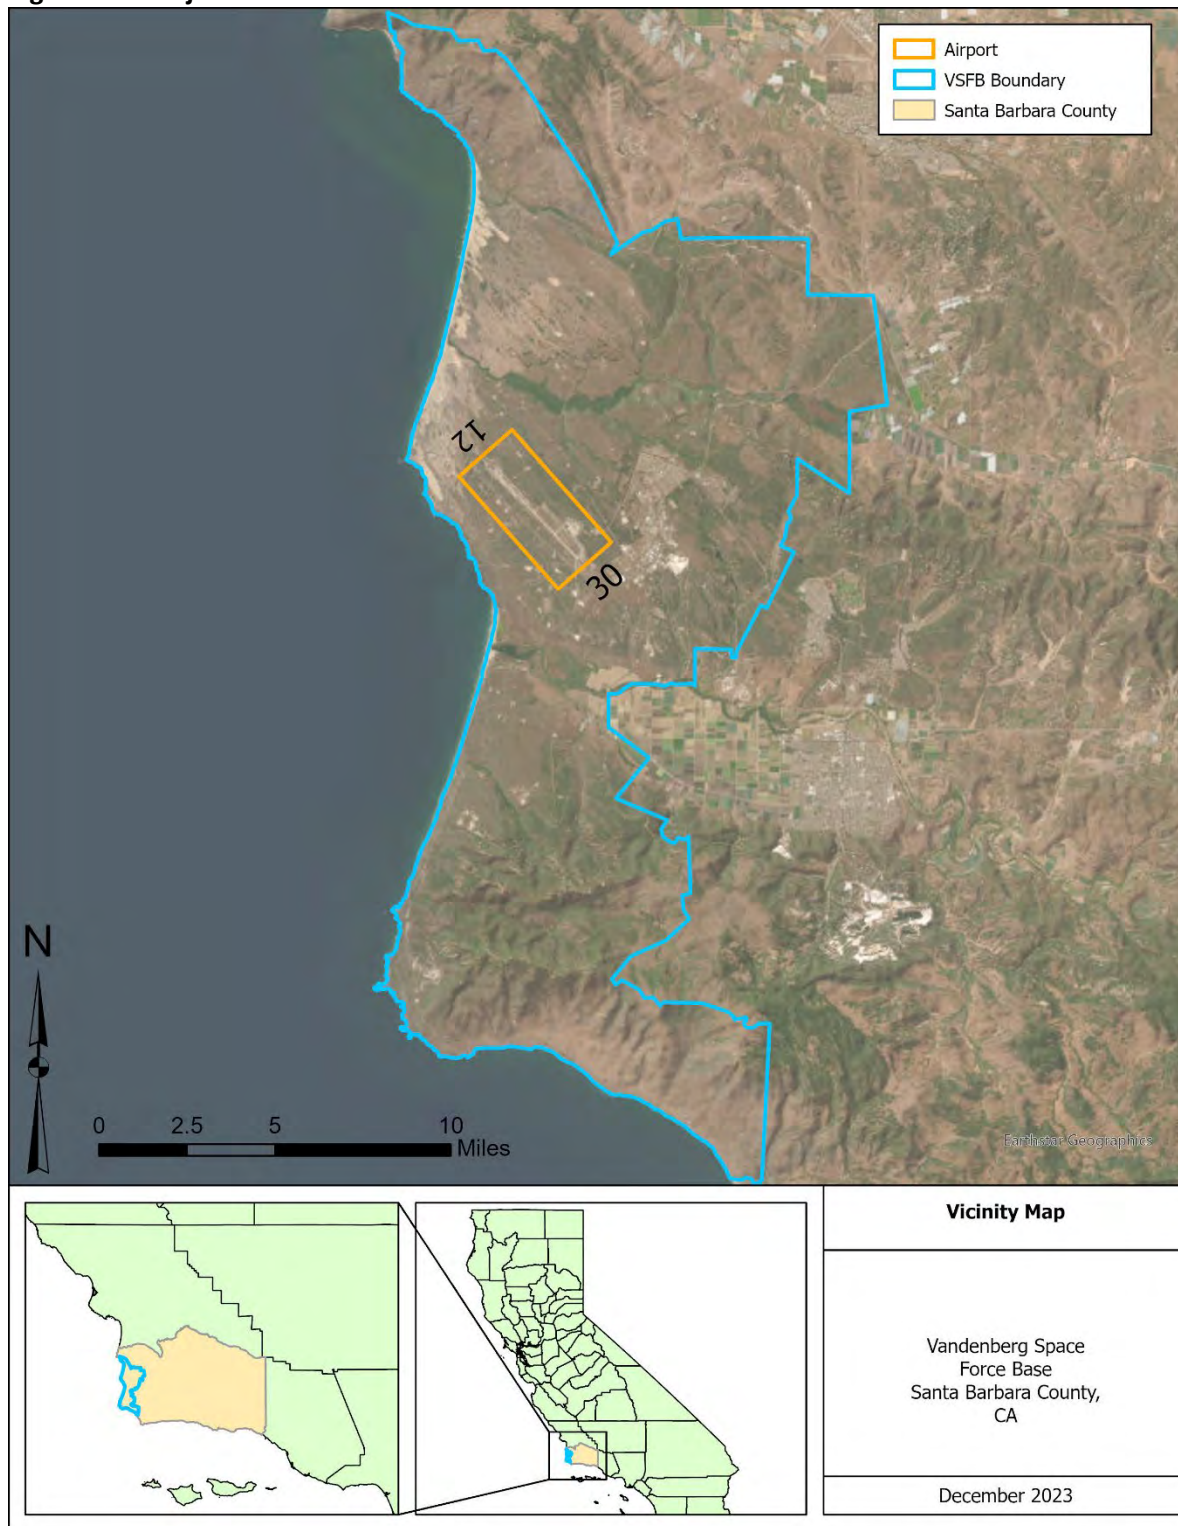 Airport
VSFB Boundary
Santa Barbara County
12
30
N
0 2.5 5 10
Miles
Earthstar Geographics
Vicinity Map
Vandenberg Space
Force Base
Santa Barbara County,
CA
December 2023